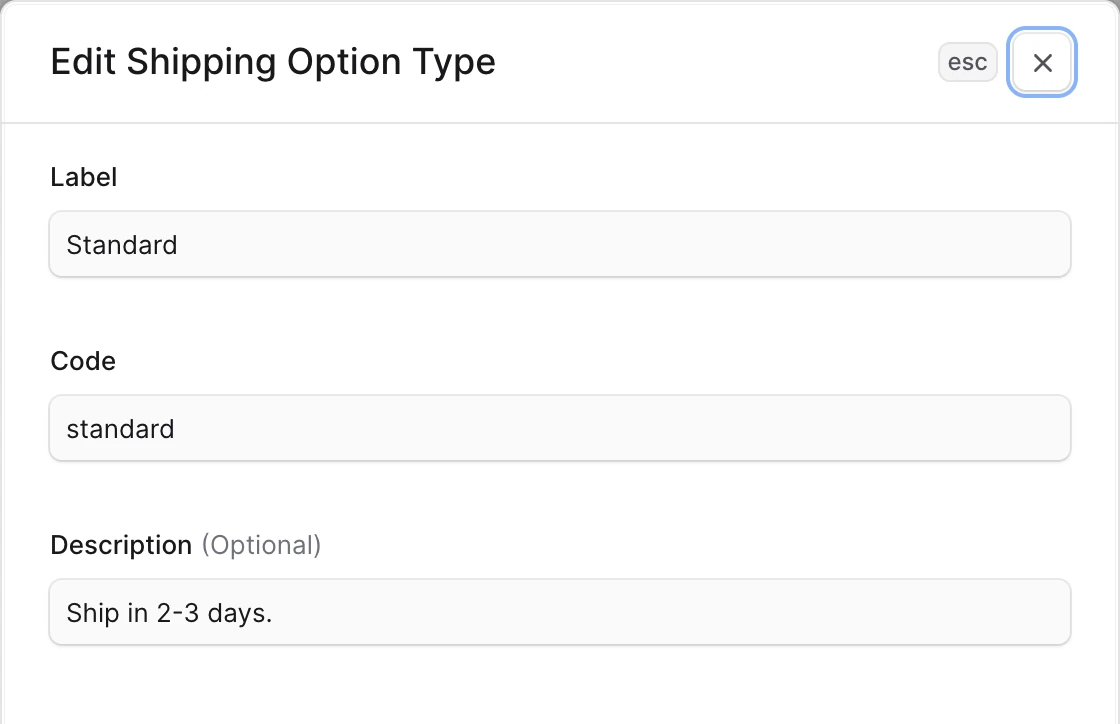 Edit Shipping Option Type
esc
Label
Standard
Code
standard
Description (Optional)
Ship in 2-3 days.